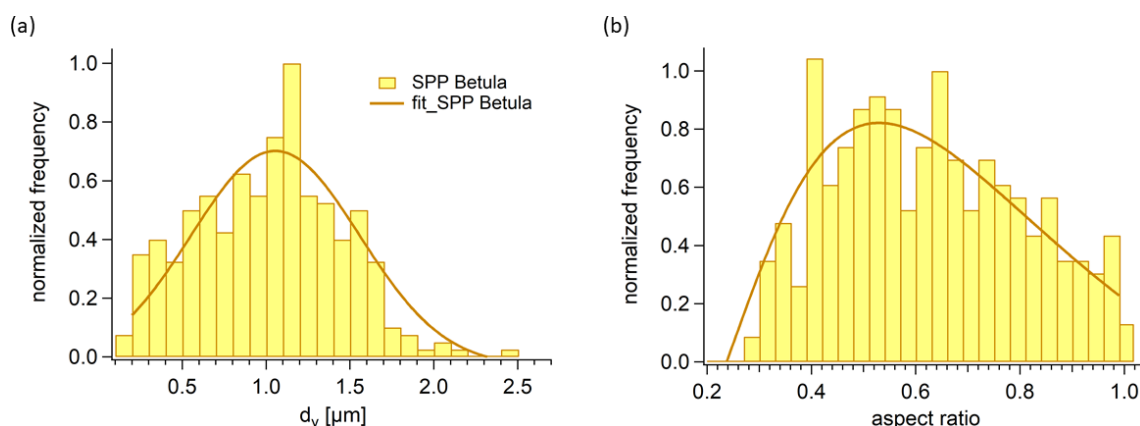 (a)
(b)
1.0
0.8
0.6
0.4
0.2
0.0
normalized frequency
SPP Betula
fit_SPP Betula
0.5 1.0 1.5 2.0 2.5
dᵥ [µm]
1.0
0.8
0.6
0.4
0.2
0.0
normalized frequency
0.2 0.4 0.6 0.8 1.0
aspect ratio